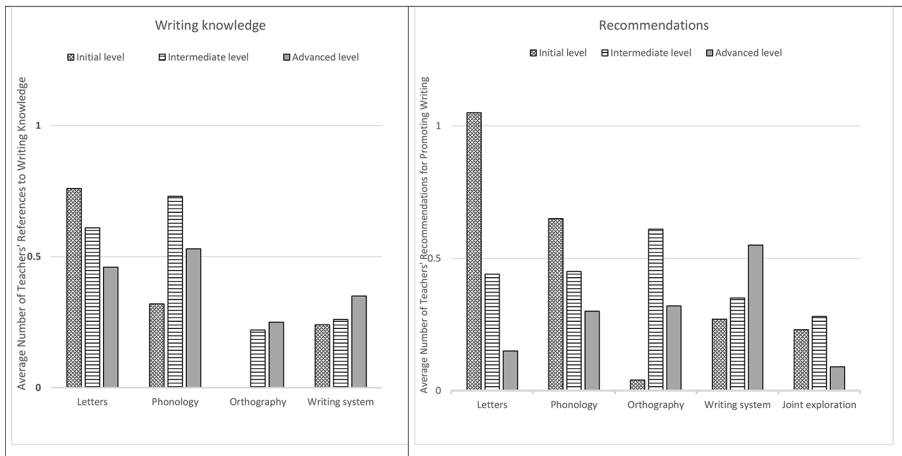 Writing knowledge
Initial level Intermediate level Advanced level
Average Number of Teachers' References to Writing Knowledge
1
0.5
0
Letters Phonology Orthography Writing system
Recommendations
Initial level Intermediate level Advanced level
Average Number of Teachers' Recommendations for Promoting Writing
1
0.5
0
Letters Phonology Orthography Writing system Joint exploration